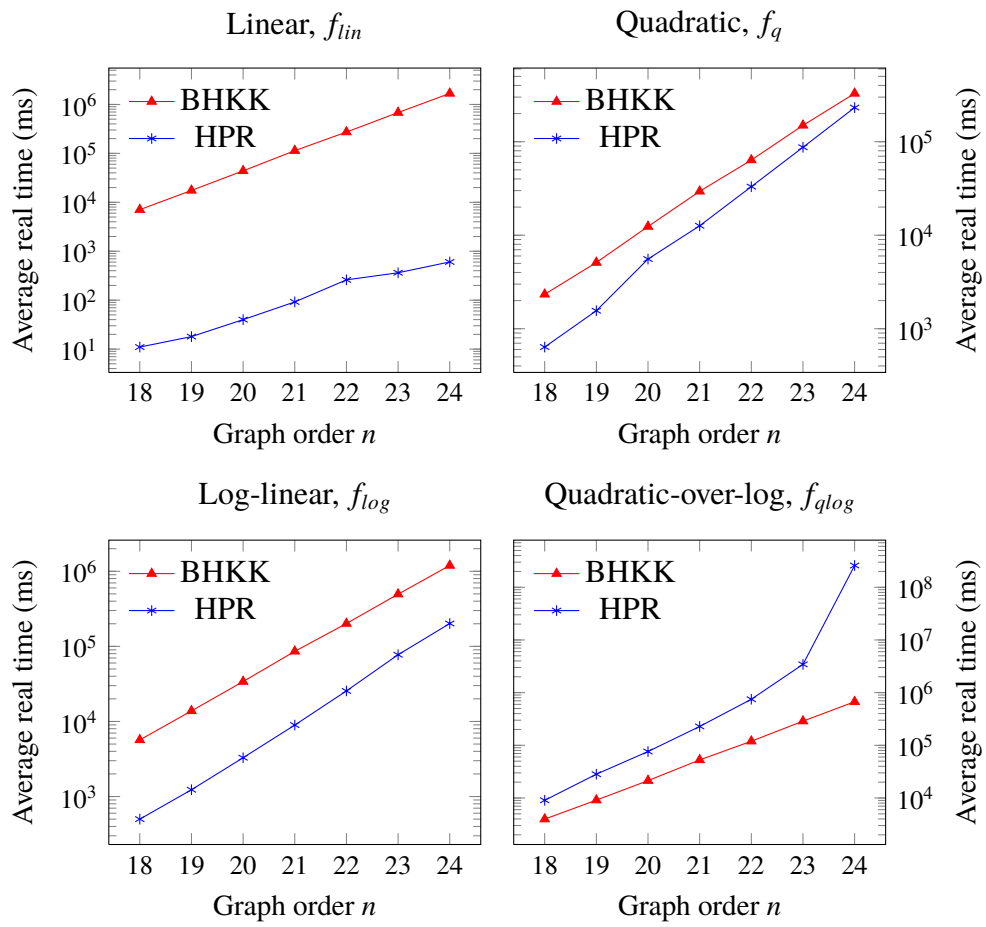 Linear, f_lin
BHKK
HPR
Average real time (ms)
10^6
10^5
10^4
10^3
10^2
10^1
18 19 20 21 22 23 24
Graph order n
Quadratic, f_q
BHKK
HPR
10^5
10^4
10^3
Average real time (ms)
18 19 20 21 22 23 24
Graph order n
Log-linear, f_log
BHKK
HPR
Average real time (ms)
10^6
10^5
10^4
10^3
18 19 20 21 22 23 24
Graph order n
Quadratic-over-log, f_qlog
BHKK
HPR
10^8
10^7
10^6
10^5
10^4
Average real time (ms)
18 19 20 21 22 23 24
Graph order n